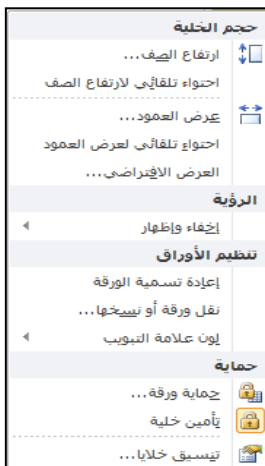 حجم الخلية
ارتفاع الصف...
احتواء تلقائي لارتفاع الصف
عرض العمود...
احتواء تلقائي لعرض العمود
العرض الافتراضي...
الرؤية
إخفاء وإظهار
تنظيم الأوراق
إعادة تسمية الورقة
نقل ورقة أو نسخها...
لون علامة التبويب
حماية
حماية ورقة...
تأمين خلية
تنسيق خلايا...